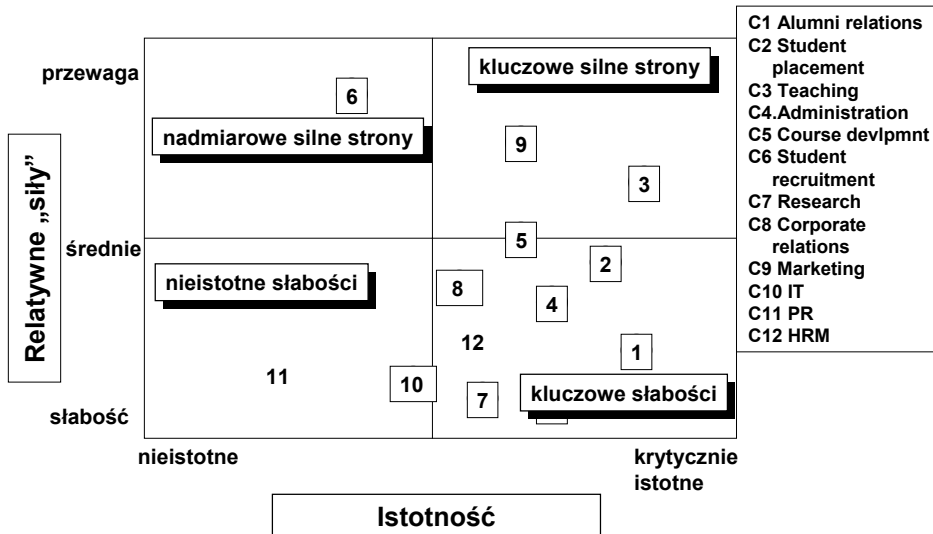 przewaga
kluczowe silne strony
6
nadmiarowe silne strony
9
3
Relatywne „siły”
średnie
5
nieistotne słabości
2
8
4
12
1
11
10
7
kluczowe słabości
słabość
nieistotne
krytycznie
istotne
Istotność
C1 Alumni relations
C2 Student
placement
C3 Teaching
C4.Administration
C5 Course devlpmnt
C6 Student
recruitment
C7 Research
C8 Corporate
relations
C9 Marketing
C10 IT
C11 PR
C12 HRM